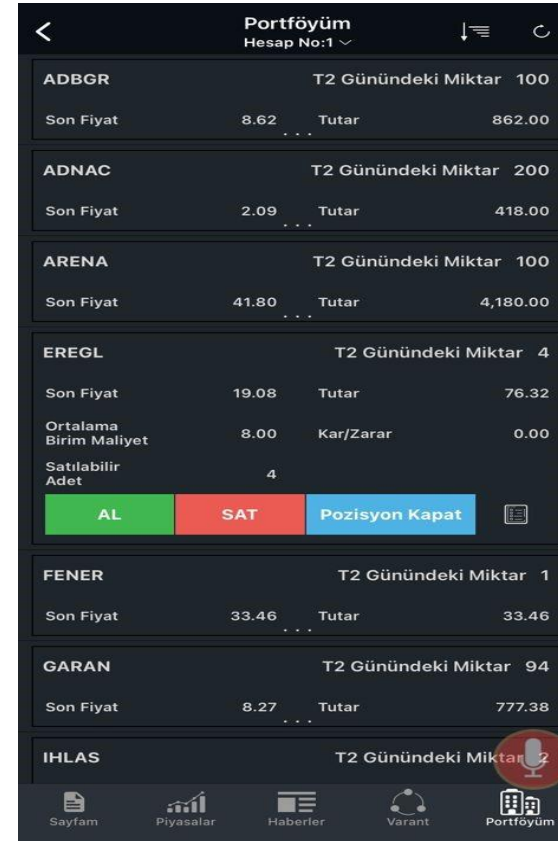 Portföyüm
Hesap No:1
ADBGR T2 Günündeki Miktar 100
Son Fiyat 8.62 Tutar 862.00
...
ADNAC T2 Günündeki Miktar 200
Son Fiyat 2.09 Tutar 418.00
...
ARENA T2 Günündeki Miktar 100
Son Fiyat 41.80 Tutar 4,180.00
...
EREGL T2 Günündeki Miktar 4
Son Fiyat 19.08 Tutar 76.32
Ortalama
Birim Maliyet 8.00 Kar/Zarar 0.00
Satılabilir
Adet 4
AL SAT Pozisyon Kapat
FENER T2 Günündeki Miktar 1
Son Fiyat 33.46 Tutar 33.46
...
GARAN T2 Günündeki Miktar 94
Son Fiyat 8.27 Tutar 777.38
...
IHLAS T2 Günündeki Miktar 2
Sayfam Piyasalar Haberler Varant Portföyüm